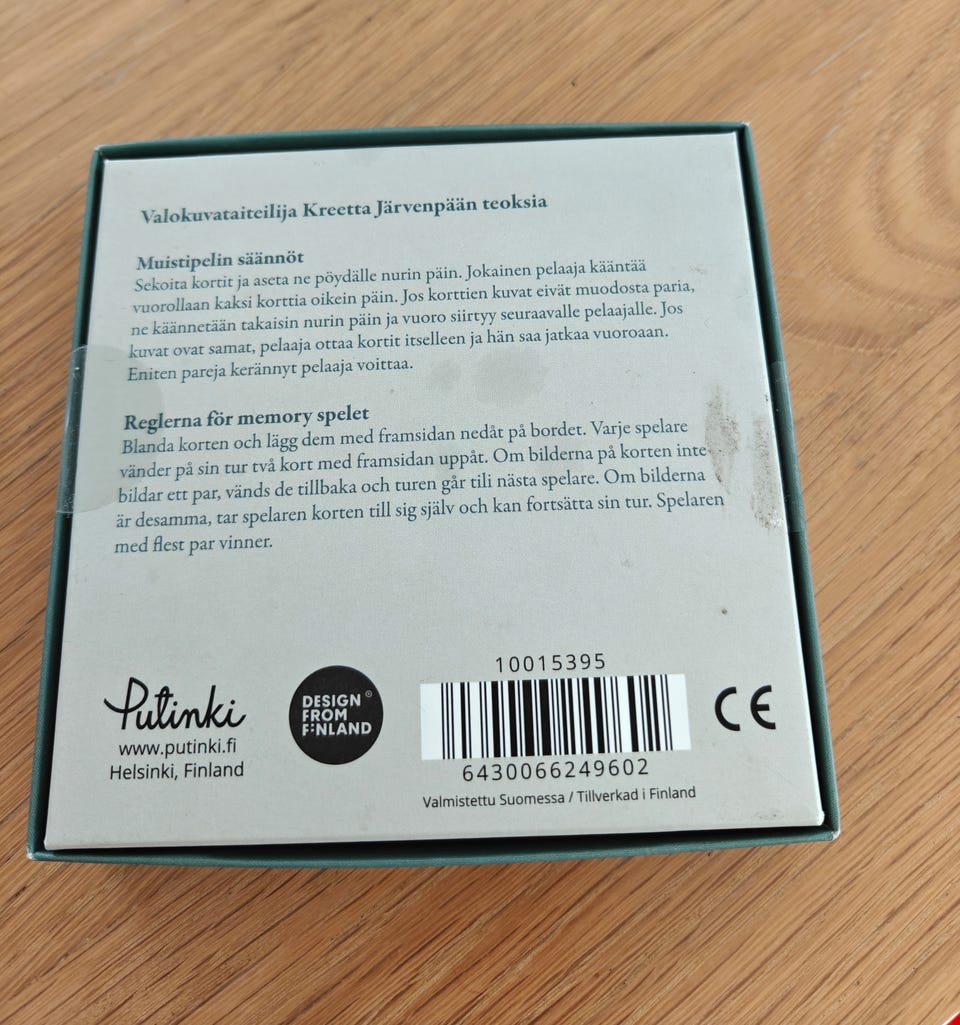 Valokuvataiteilija Kreetta Järvenpään teoksia
Muistipelin säännöt
Sekoita kortit ja aseta ne pöydälle nurin päin. Jokainen pelaaja kääntää
vuorollaan kaksi korttia oikein päin. Jos korttien kuvat eivät muodosta paria,
ne käännetään takaisin nurin päin ja vuoro siirtyy seuraavalle pelaajalle. Jos
kuvat ovat samat, pelaaja ottaa kortit itselleen ja hän saa jatkaa vuoroaan.
Eniten pareja kerännyt pelaaja voittaa.
Reglerna för memory spelet
Blanda korten och lägg dem med framsidan nedåt på bordet. Varje spelare
vänder på sin tur två kort med framsidan uppåt. Om bilderna på korten inte
bildar ett par, vänds de tillbaka och turen går tili nästa spelare. Om bilderna
är desamma, tar spelaren korten till sig själv och kan fortsätta sin tur. Spelaren
med flest par vinner.
Putinki
www.putinki.fi
Helsinki, Finland
DESIGN ®
FROM
FINLAND
10015395
6430066249602
Valmistettu Suomessa / Tillverkad i Finland
CE